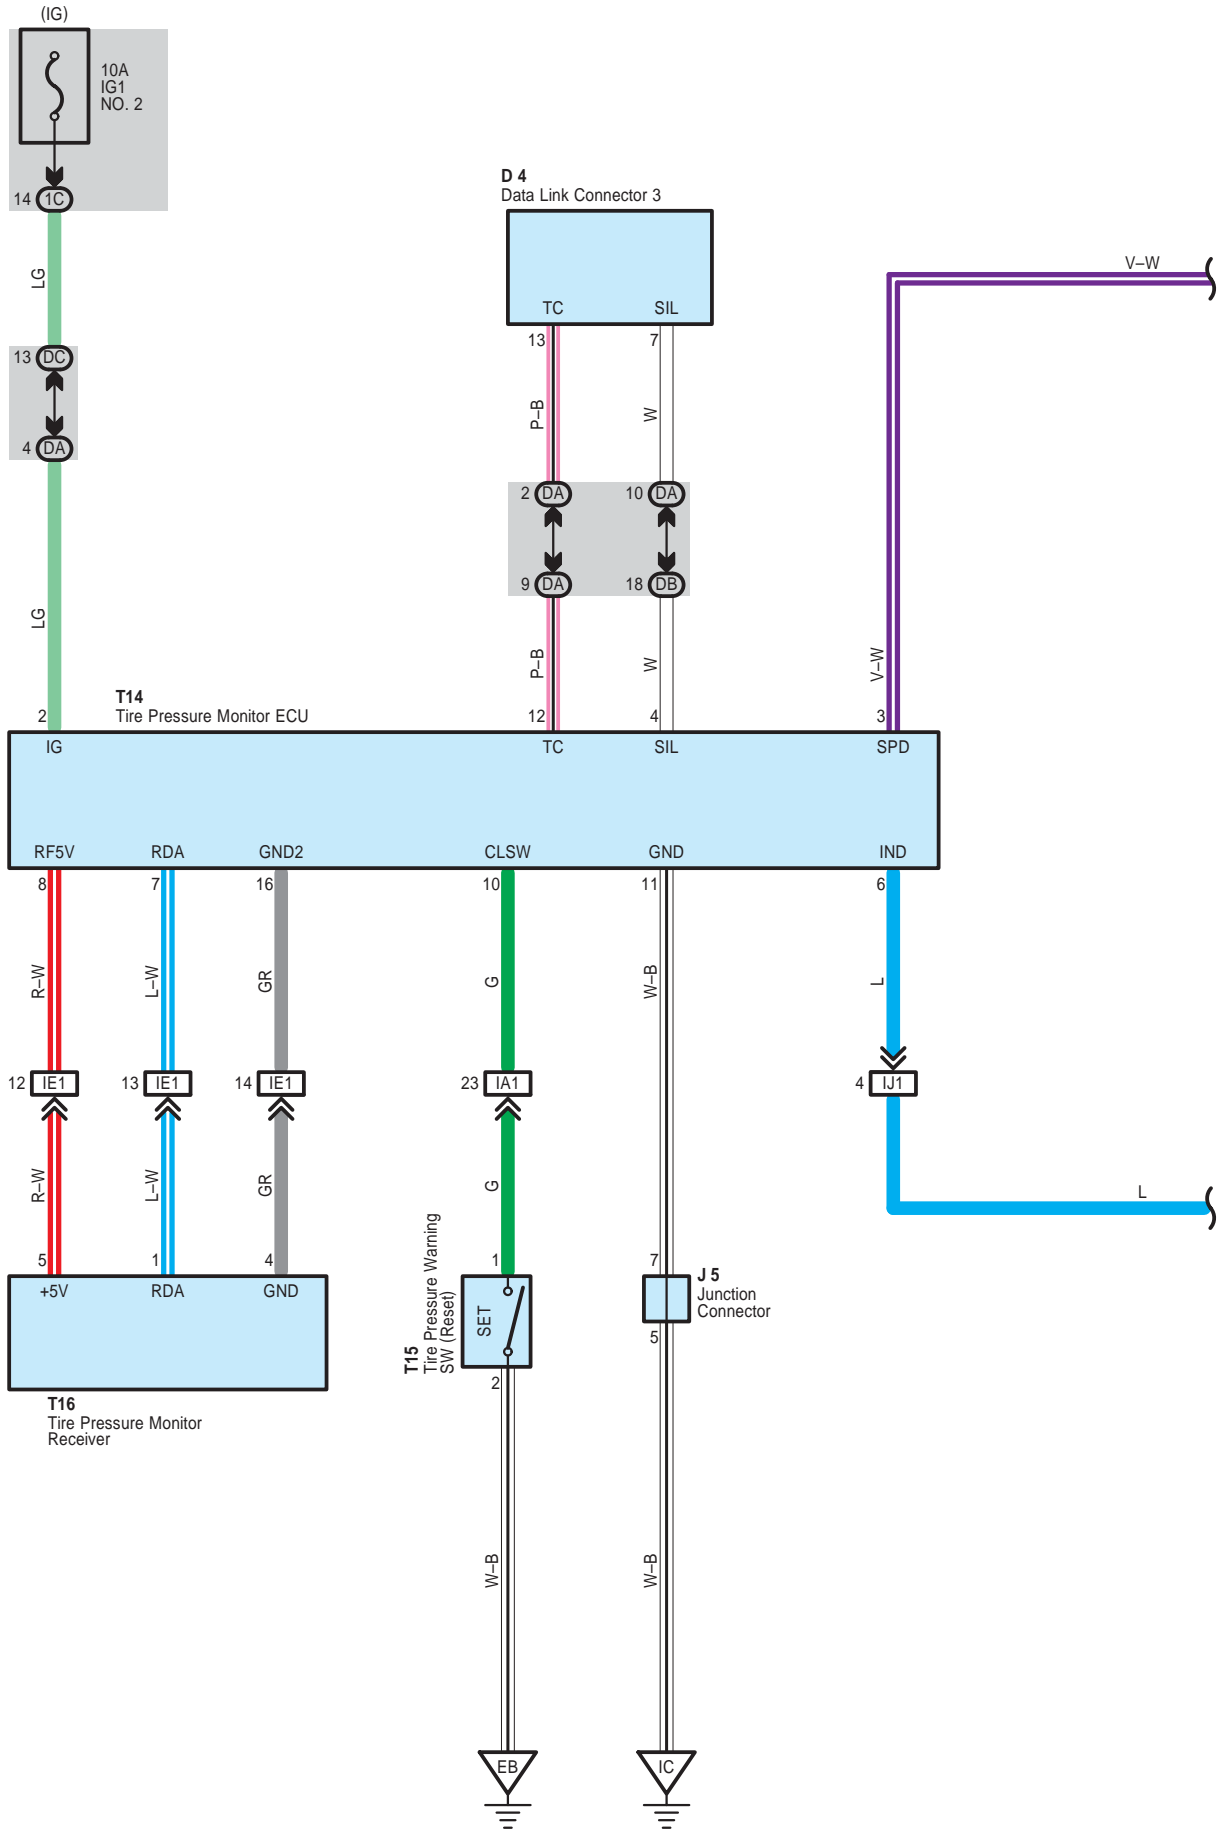 (IG)
10A
IG1
NO. 2
14 1C
LG
13 DC
4 DA
LG
D 4
Data Link Connector 3
TC SIL
13 7
P–B W
2 DA 10 DA
9 DA 18 DB
P–B W
V–W
V–W
T14
Tire Pressure Monitor ECU
2 12 4 3
IG TC SIL SPD
RF5V RDA GND2 CLSW GND IND
8 7 16 10 11 6
R–W L–W GR G W–B L
12 IE1 13 IE1 14 IE1 23 IA1 4 IJ1
R–W L–W GR G L
5 1 4 1 7
+5V RDA GND
T16
Tire Pressure Monitor
Receiver
T15
Tire Pressure Warning
SW (Reset)
SET
2
J 5
Junction
Connector
5
W–B W–B
EB IC